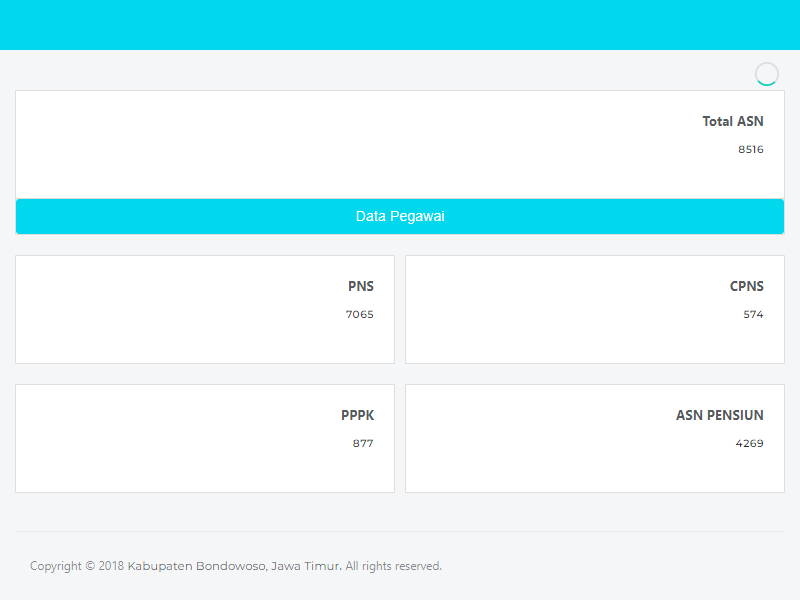 Total ASN
8516
Data Pegawai
PNS
7065
CPNS
574
PPPK
877
ASN PENSIUN
4269
Copyright © 2018 Kabupaten Bondowoso, Jawa Timur. All rights reserved.